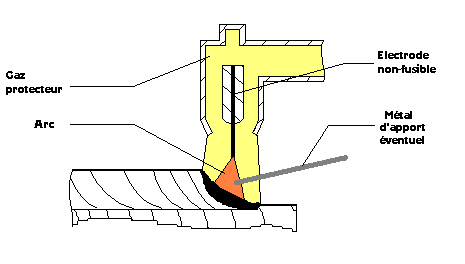 Gaz
protecteur
Arc
Electrode
non-fusible
Métal
d'apport
éventuel